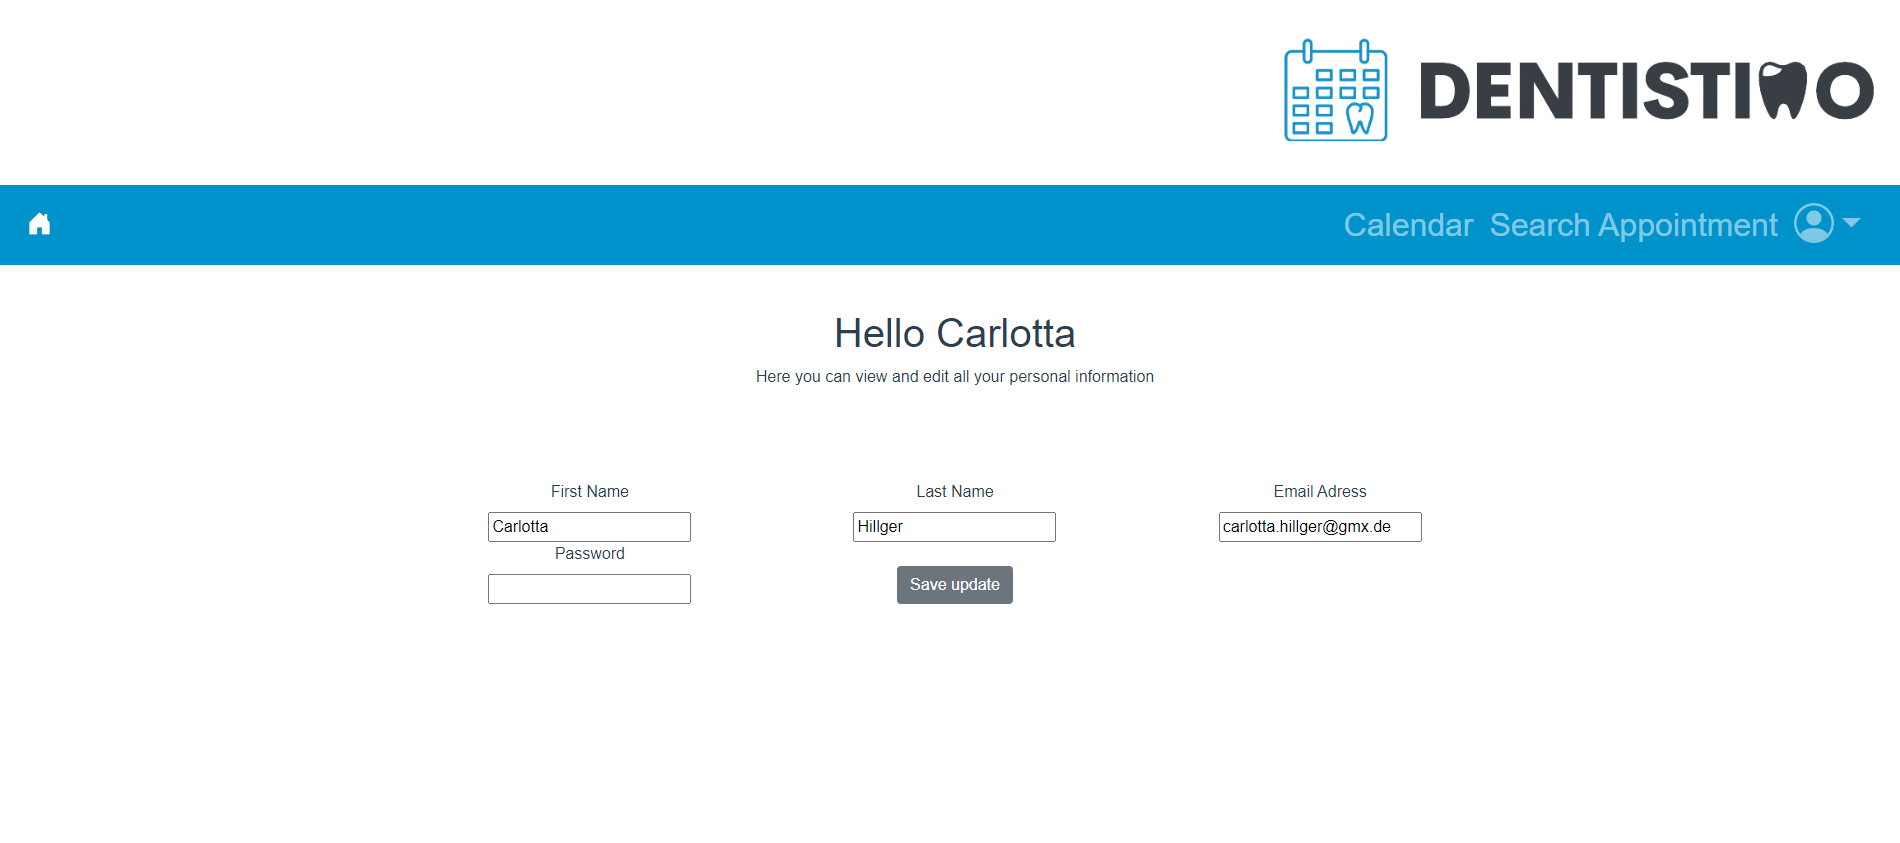 DENTISTIMO
Calendar Search Appointment
Hello Carlotta
Here you can view and edit all your personal information
First Name
Last Name
Email Adress
Carlotta
Hillger
carlotta.hillger@gmx.de
Password
Save update